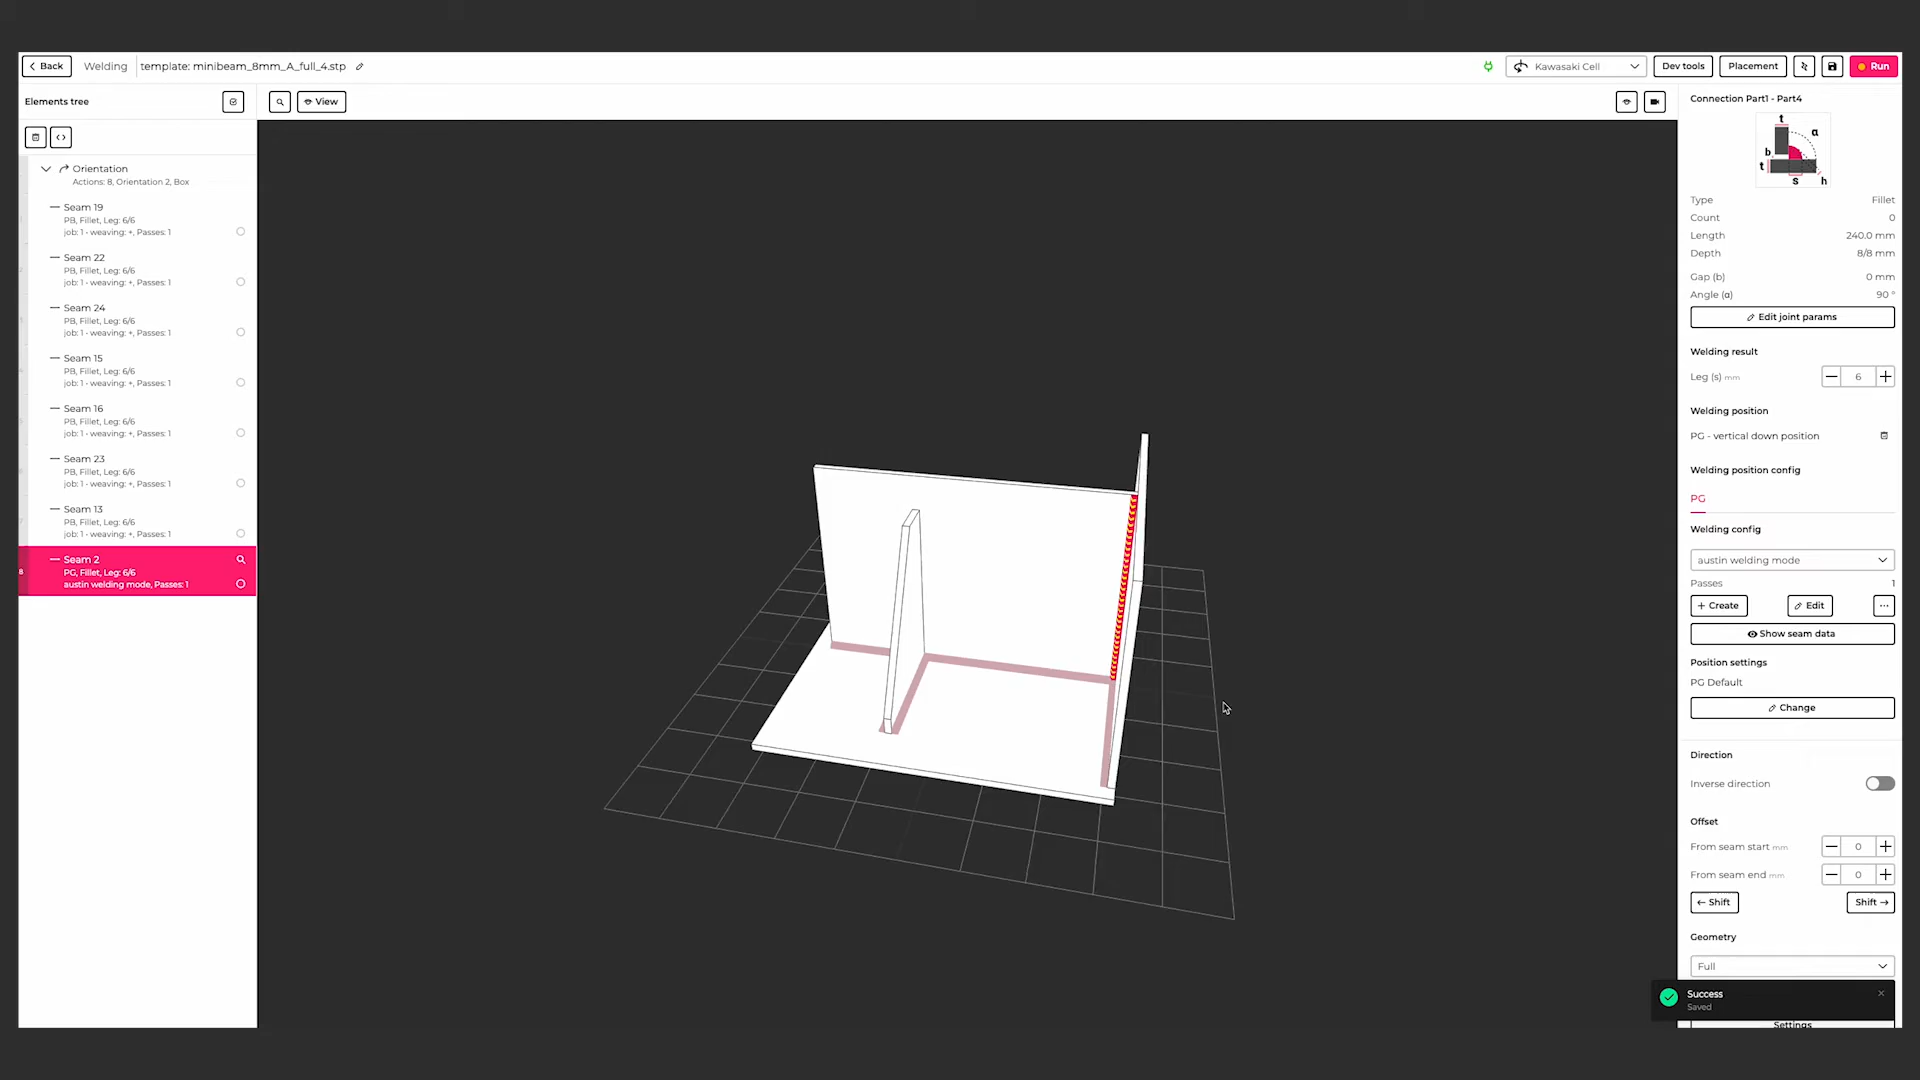 Back
Welding
template: minibeam_8mm_A_full_4.stp
Kawasaki Cell
Dev tools
Placement
Run
Elements tree
View
Orientation
Actions: 8, Orientation 2, Box
Seam 19
PB, Fillet, Leg: 6/6
job: 1 - weaving: +, Passes: 1
Seam 22
PB, Fillet, Leg: 6/6
job: 1 - weaving: +, Passes: 1
Seam 24
PB, Fillet, Leg: 6/6
job: 1 - weaving: +, Passes: 1
Seam 15
PB, Fillet, Leg: 6/6
job: 1 - weaving: +, Passes: 1
Seam 16
PB, Fillet, Leg: 6/6
job: 1 - weaving: +, Passes: 1
Seam 23
PB, Fillet, Leg: 6/6
job: 1 - weaving: +, Passes: 1
Seam 13
PB, Fillet, Leg: 6/6
job: 1 - weaving: +, Passes: 1
8
Seam 2
PG, Fillet, Leg: 6/6
austin welding mode, Passes: 1
Connection Part1 - Part4
t
α
b
t
s
h
Type Fillet
Count 0
Length 240.0 mm
Depth 8/8 mm
Gap (b) 0 mm
Angle (α) 90 °
Edit joint params
Welding result
Leg (s) mm 6
Welding position
PG - vertical down position
Welding position config
PG
Welding config
austin welding mode
Passes 1
+ Create
Edit
...
Show seam data
Position settings
PG Default
Change
Direction
Inverse direction
Offset
From seam start mm 0
From seam end mm 0
← Shift
Shift →
Geometry
Full
Success
Saved
Settings